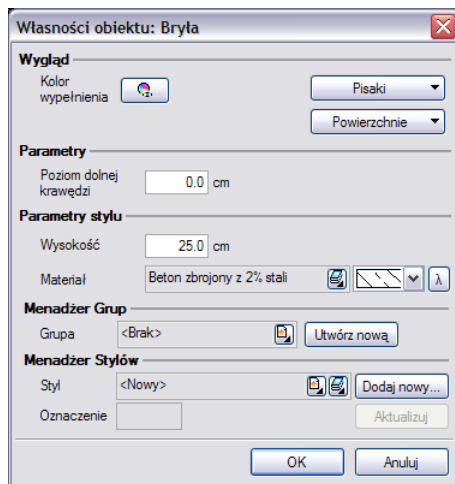 Własności obiektu: Bryła
Wygląd
Kolor wypełnienia
Pisaki
Powierzchnie
Parametry
Poziom dolnej krawędzi 0.0 cm
Parametry stylu
Wysokość 25.0 cm
Materiał Beton zbrojony z 2% stali λ
Menadżer Grup
Grupa <Brak> Utwórz nową
Menadżer Stylów
Styl <Nowy> Dodaj nowy...
Oznaczenie Aktualizuj
OK Anuluj